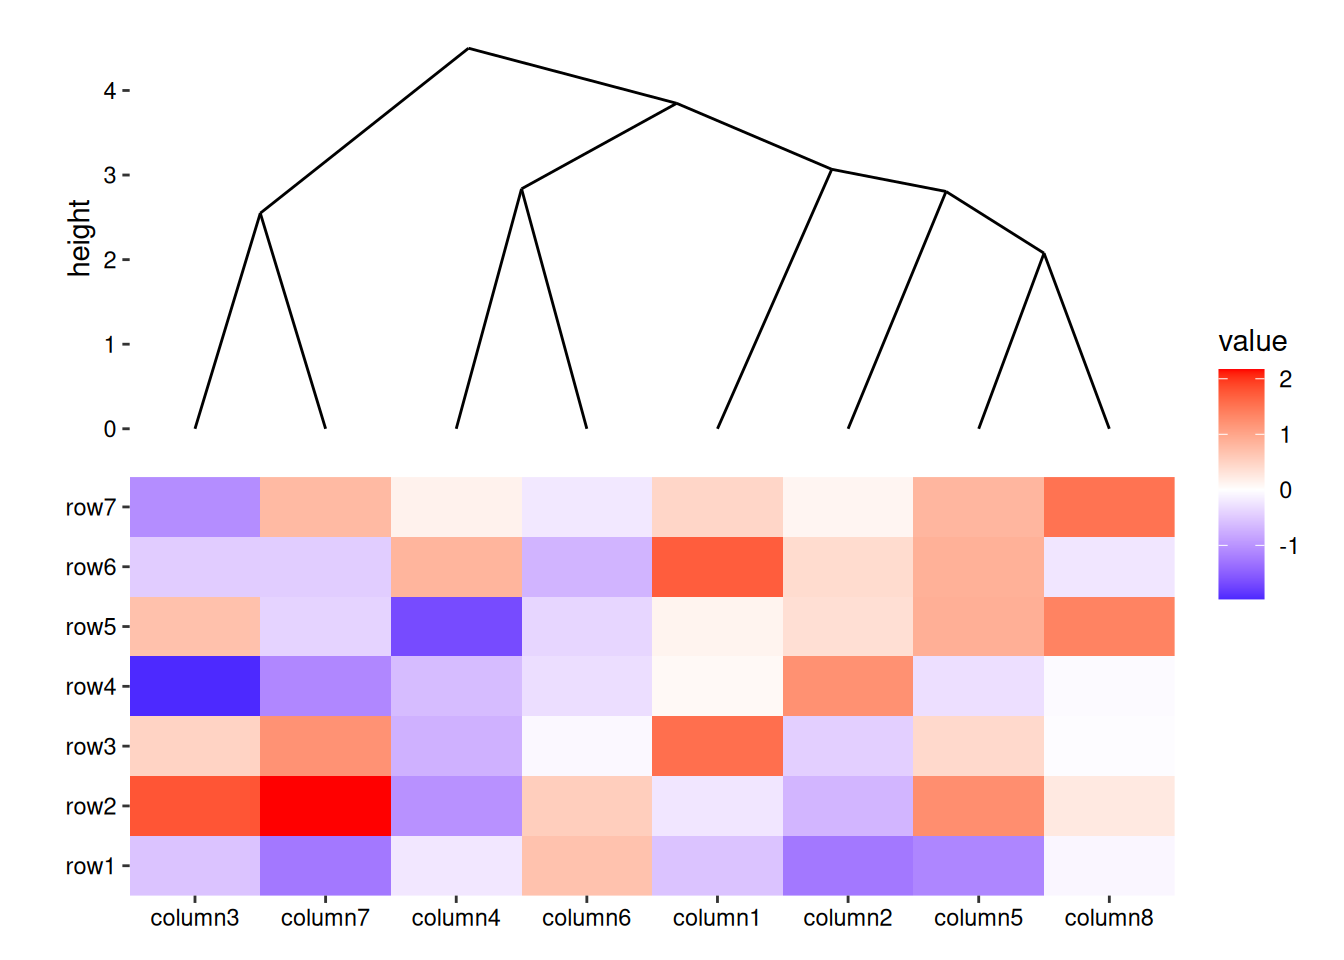 4
3
2
1
0
height
value
2
1
0
-1
row7
row6
row5
row4
row3
row2
row1
column3 column7 column4 column6 column1 column2 column5 column8